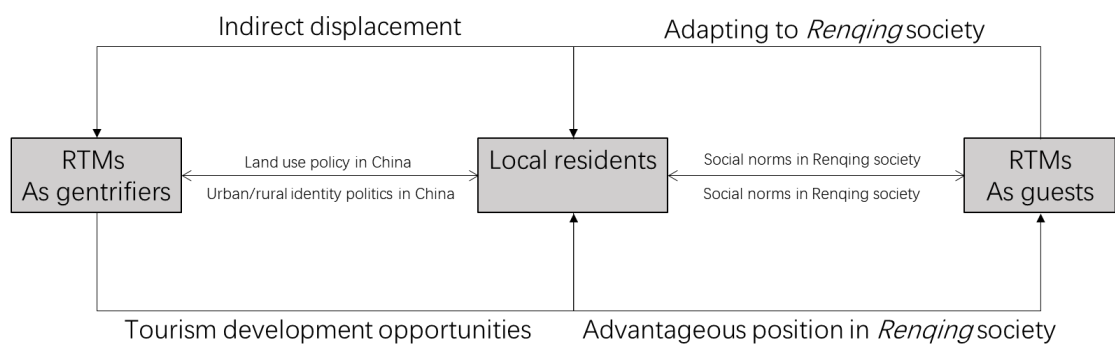 Indirect displacement
Adapting to Renqing society
RTMs
As gentrifiers
Land use policy in China
Urban/rural identity politics in China
Local residents
Social norms in Renqing society
Social norms in Renqing society
RTMs
As guests
Tourism development opportunities
Advantageous position in Renqing society